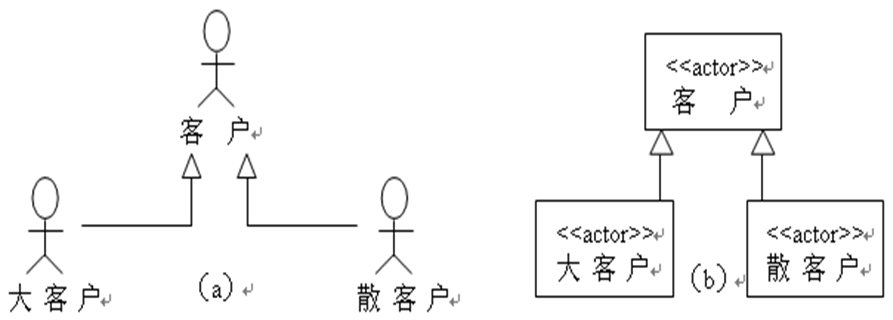 客 户↵
大 客 户↵
(a)↵
散 客 户↵
<<actor>>↵
客 户↵
<<actor>>↵
大 客 户↵
(b)↵
<<actor>>↵
散 客 户↵